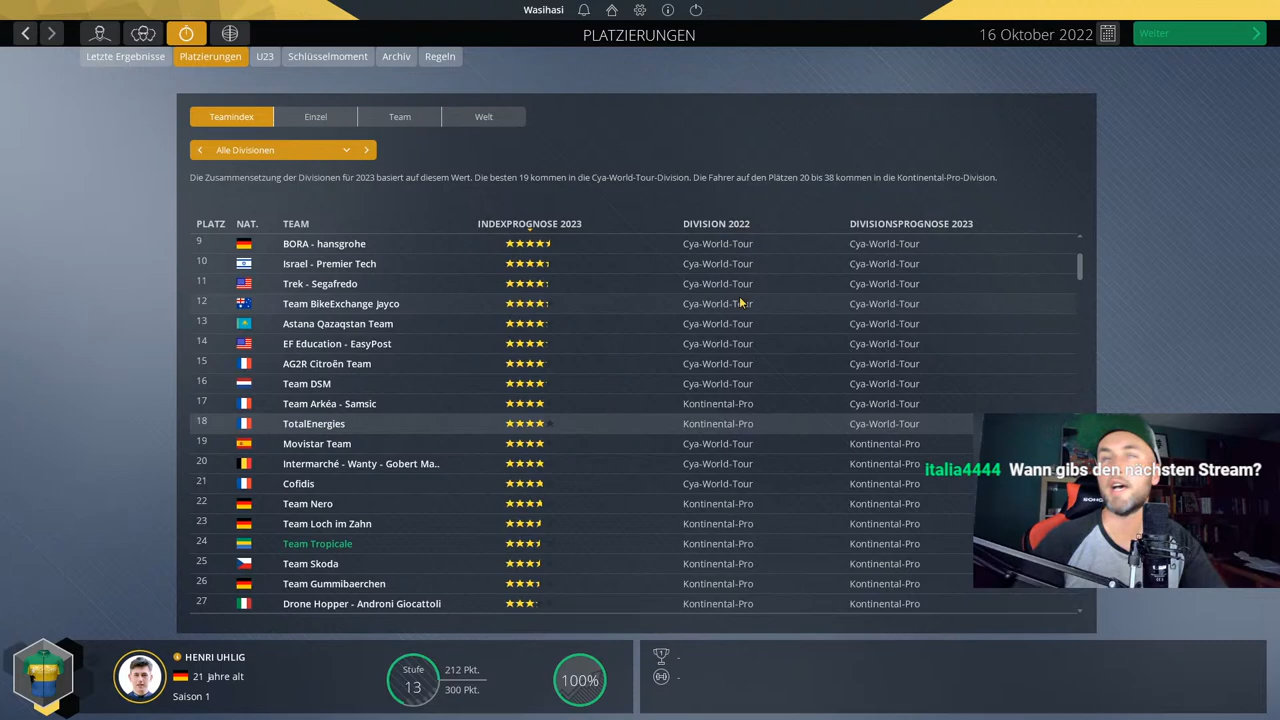 Wasihasi
PLATZIERUNGEN
16 Oktober 2022
Weiter
Letzte Ergebnisse Platzierungen U23 Schlüsselmoment Archiv Regeln
Teamindex Einzel Team Welt
Alle Divisionen
Die Zusammensetzung der Divisionen für 2023 basiert auf diesem Wert. Die besten 19 kommen in die Cya-World-Tour-Division. Die Fahrer auf den Plätzen 20 bis 38 kommen in die Kontinental-Pro-Division.
PLATZ NAT. TEAM INDEXPROGNOSE 2023 DIVISION 2022 DIVISIONSPROGNOSE 2023
9 BORA - hansgrohe Cya-World-Tour Cya-World-Tour
10 Israel - Premier Tech Cya-World-Tour Cya-World-Tour
11 Trek - Segafredo Cya-World-Tour Cya-World-Tour
12 Team BikeExchange Jayco Cya-World-Tour Cya-World-Tour
13 Astana Qazaqstan Team Cya-World-Tour Cya-World-Tour
14 EF Education - EasyPost Cya-World-Tour Cya-World-Tour
15 AG2R Citroën Team Cya-World-Tour Cya-World-Tour
16 Team DSM Cya-World-Tour Cya-World-Tour
17 Team Arkéa - Samsic Kontinental-Pro Cya-World-Tour
18 TotalEnergies Kontinental-Pro Cya-World-Tour
19 Movistar Team Cya-World-Tour Kontinental-Pro
20 Intermarché - Wanty - Gobert Ma.. Cya-World-Tour Kontinental-Pro
21 Cofidis Cya-World-Tour Kontinental-Pro
22 Team Nero Kontinental-Pro Kontinental-Pro
23 Team Loch im Zahn Kontinental-Pro Kontinental-Pro
24 Team Tropicale Kontinental-Pro Kontinental-Pro
25 Team Skoda Kontinental-Pro Kontinental-Pro
26 Team Gummibaerchen Kontinental-Pro Kontinental-Pro
27 Drone Hopper - Androni Giocattoli Kontinental-Pro Kontinental-Pro
italia4444 Wann gibs den nächsten Stream?
HENRI UHLIG
21 Jahre alt
Saison 1
Stufe
13
212 Pkt.
300 Pkt.
100%
-
-